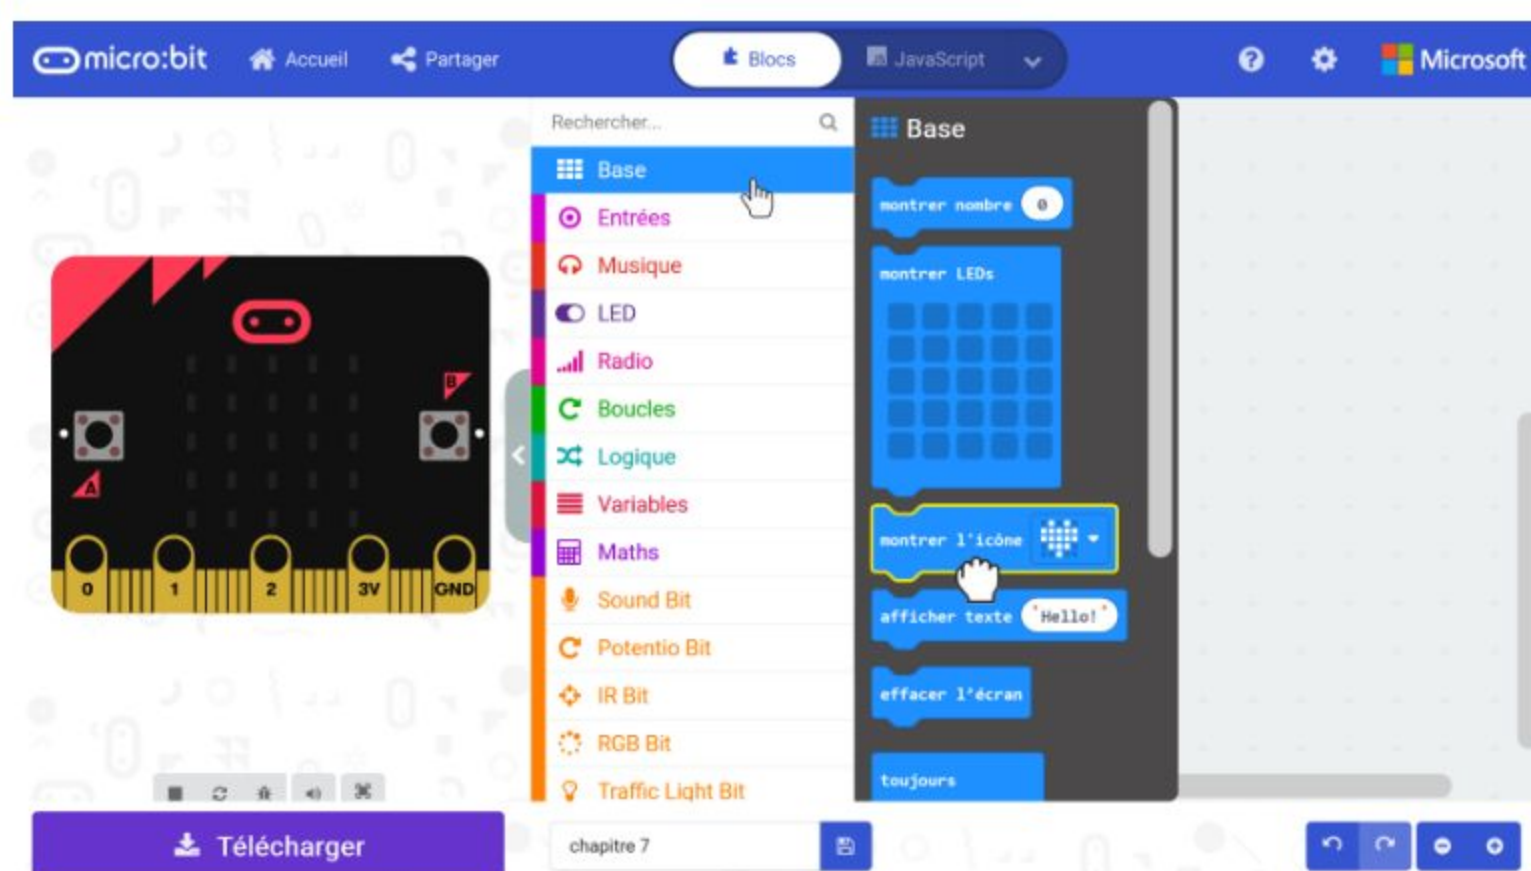 micro:bit Accueil Partager Blocs JavaScript Microsoft
Rechercher...
Base
Entrées
Musique
LED
Radio
Boucles
Logique
Variables
Maths
Sound Bit
Potentio Bit
IR Bit
RGB Bit
Traffic Light Bit
Base
montrer nombre 0
montrer LEDs
montrer l'icône
afficher texte "Hello!"
effacer l'écran
toujours
B
A
0 1 2 3V GND
Télécharger
chapitre 7